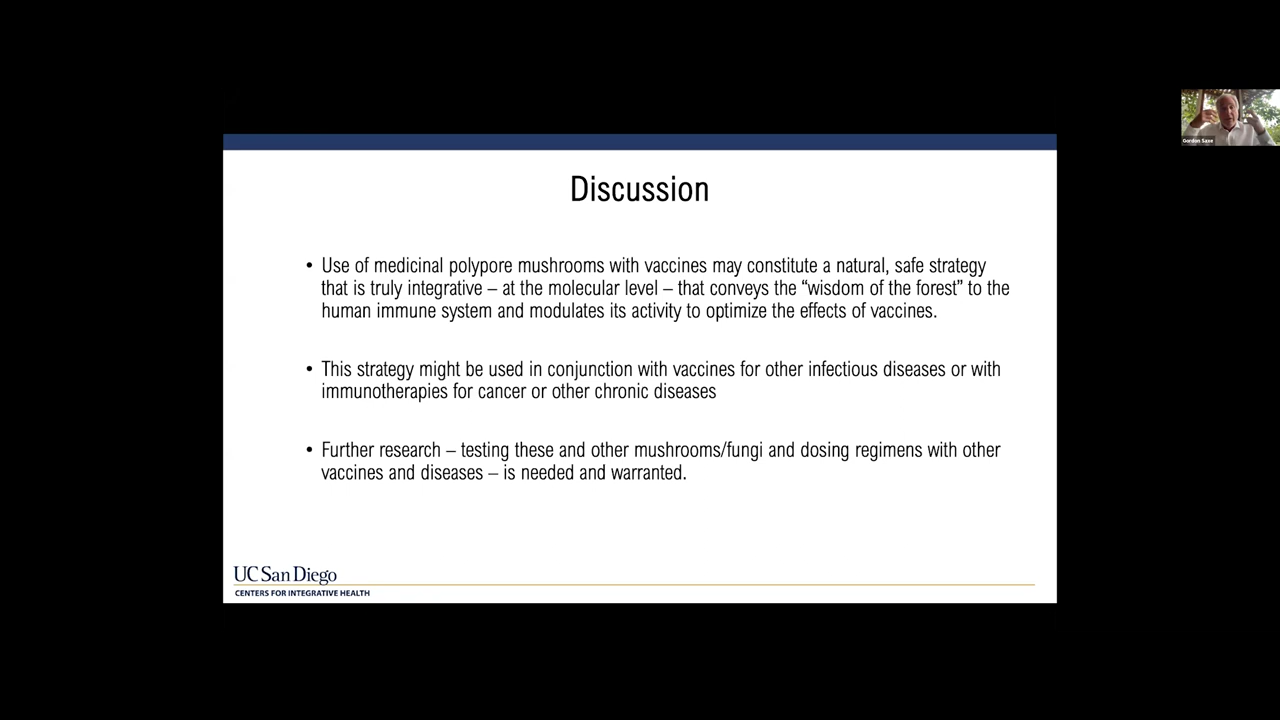 Discussion
• Use of medicinal polypore mushrooms with vaccines may constitute a natural, safe strategy
that is truly integrative – at the molecular level – that conveys the “wisdom of the forest” to the
human immune system and modulates its activity to optimize the effects of vaccines.
• This strategy might be used in conjunction with vaccines for other infectious diseases or with
immunotherapies for cancer or other chronic diseases
• Further research – testing these and other mushrooms/fungi and dosing regimens with other
vaccines and diseases – is needed and warranted.
UC San Diego
CENTERS FOR INTEGRATIVE HEALTH
Gordon Saxe